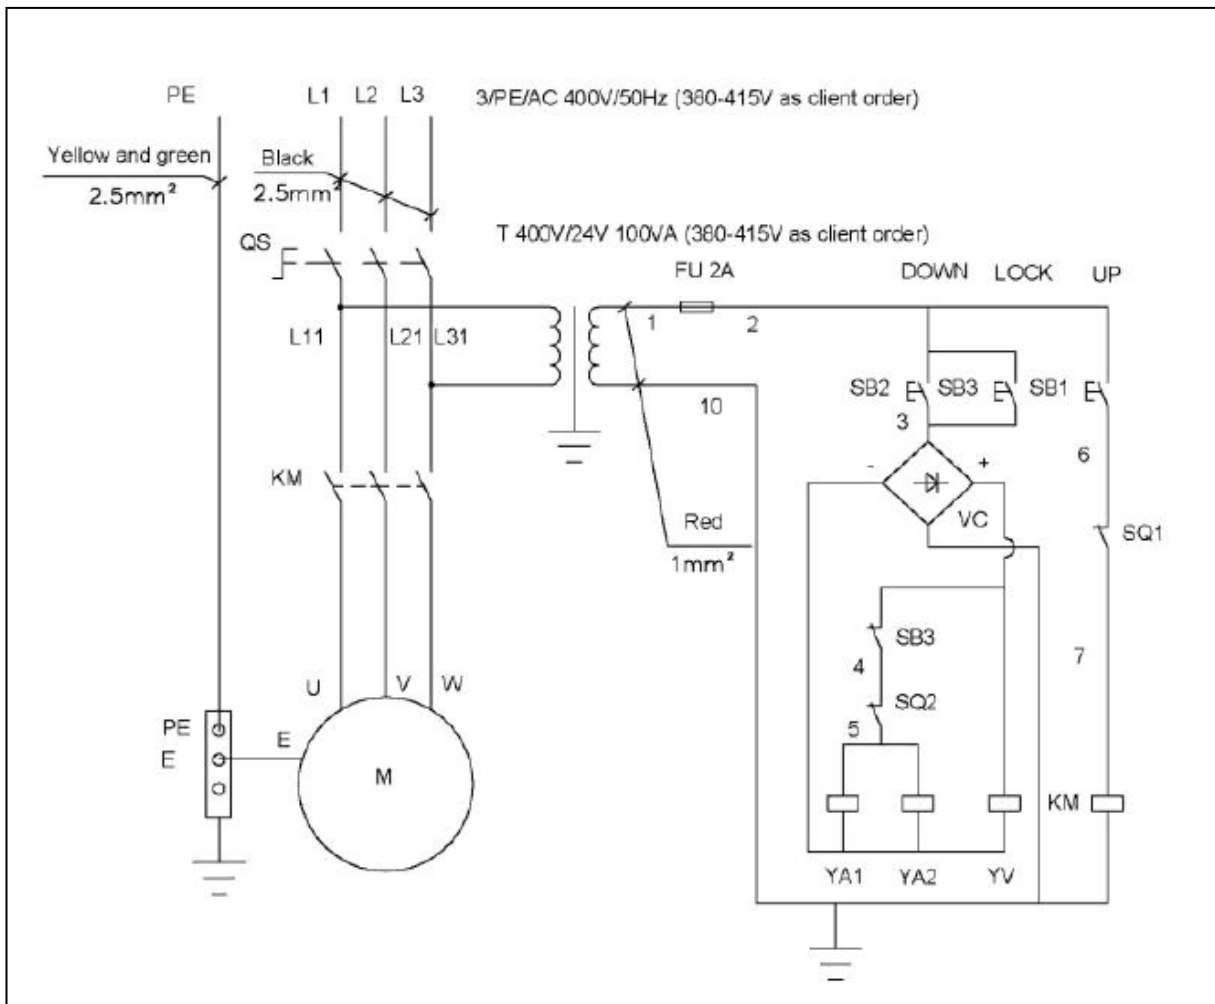 PE L1 L2 L3 3/PE/AC 400V/50Hz (380-415V as client order)
Yellow and green
2.5mm²
Black
2.5mm²
T 400V/24V 100VA (380-415V as client order)
QS
FU 2A
DOWN LOCK UP
L11 L21 L31
1 2
SB2 SB3 SB1
10
3
6
KM
- +
VC
SQ1
Red
1mm²
SB3
4
7
SQ2
5
U V W
PE
E
E
M
KM
YA1 YA2 YV